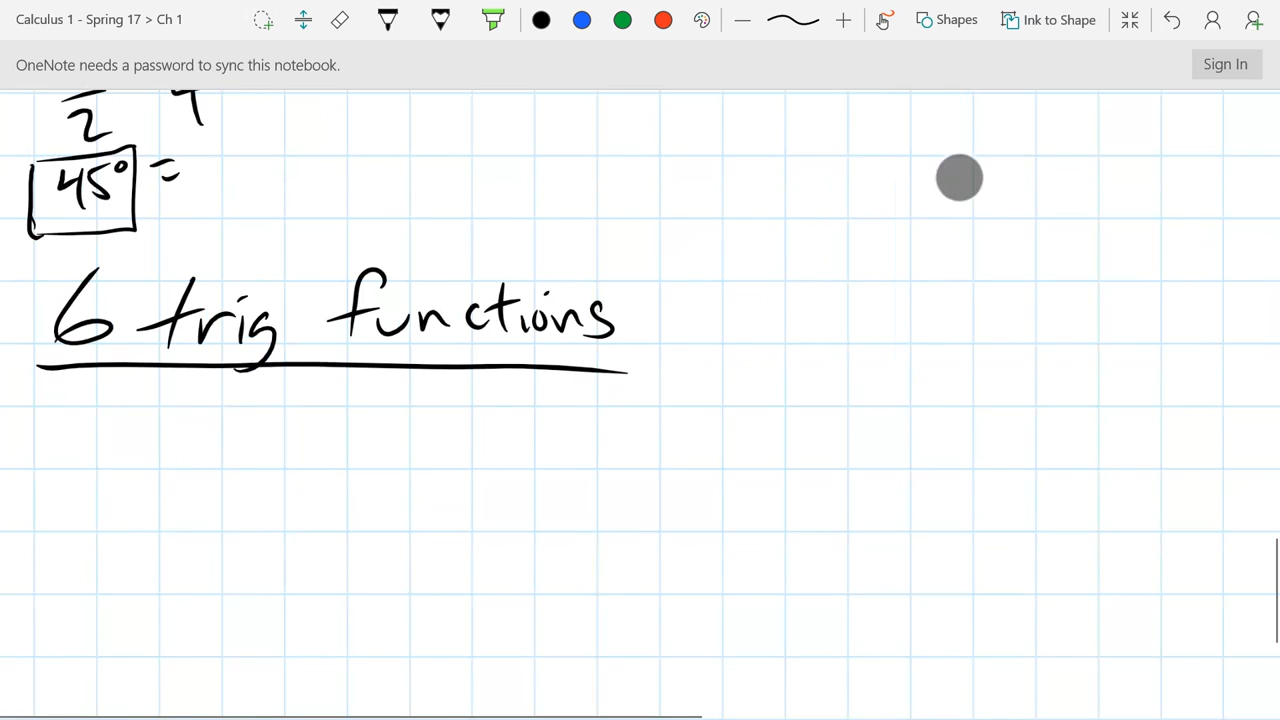 Calculus 1 - Spring 17 > Ch 1
Shapes
Ink to Shape
OneNote needs a password to sync this notebook.
Sign In
2
45° =
6 trig functions